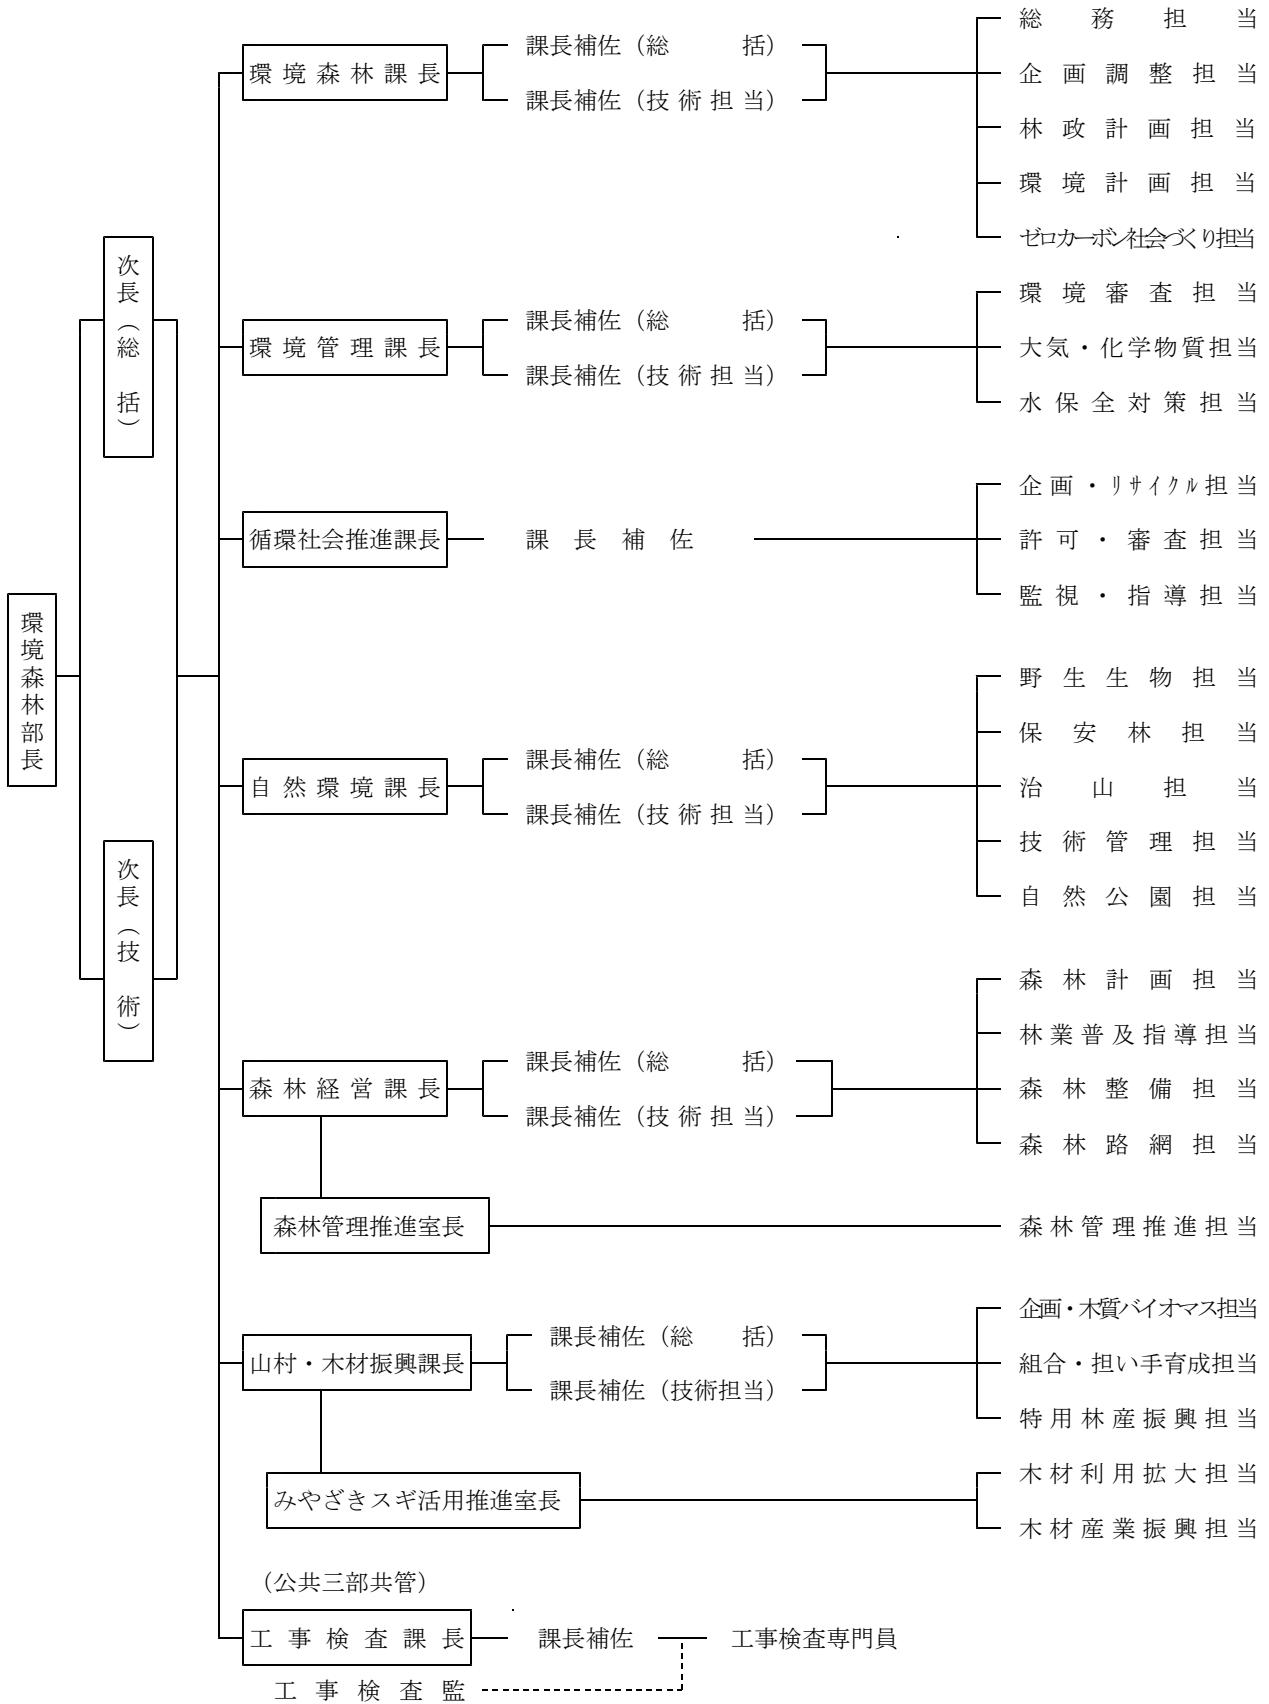 環境森林部長
次長（総括）
次長（技術）
環境森林課長
課長補佐（総　　括）
課長補佐（技術担当）
総務担当
企画調整担当
林政計画担当
環境計画担当
ゼロカーボン社会づくり担当
環境管理課長
課長補佐（総　　括）
課長補佐（技術担当）
環境審査担当
大気・化学物質担当
水保全対策担当
循環社会推進課長
課長補佐
企画・ﾘｻｲｸﾙ担当
許可・審査担当
監視・指導担当
自然環境課長
課長補佐（総　　括）
課長補佐（技術担当）
野生生物担当
保安林担当
治山担当
技術管理担当
自然公園担当
森林経営課長
課長補佐（総　　括）
課長補佐（技術担当）
森林計画担当
林業普及指導担当
森林整備担当
森林路網担当
森林管理推進室長
森林管理推進担当
山村・木材振興課長
課長補佐（総　　括）
課長補佐（技術担当）
企画・木質バイオマス担当
組合・担い手育成担当
特用林産振興担当
みやざきスギ活用推進室長
木材利用拡大担当
木材産業振興担当
（公共三部共管）
工事検査課長
課長補佐
工事検査専門員
工事検査監